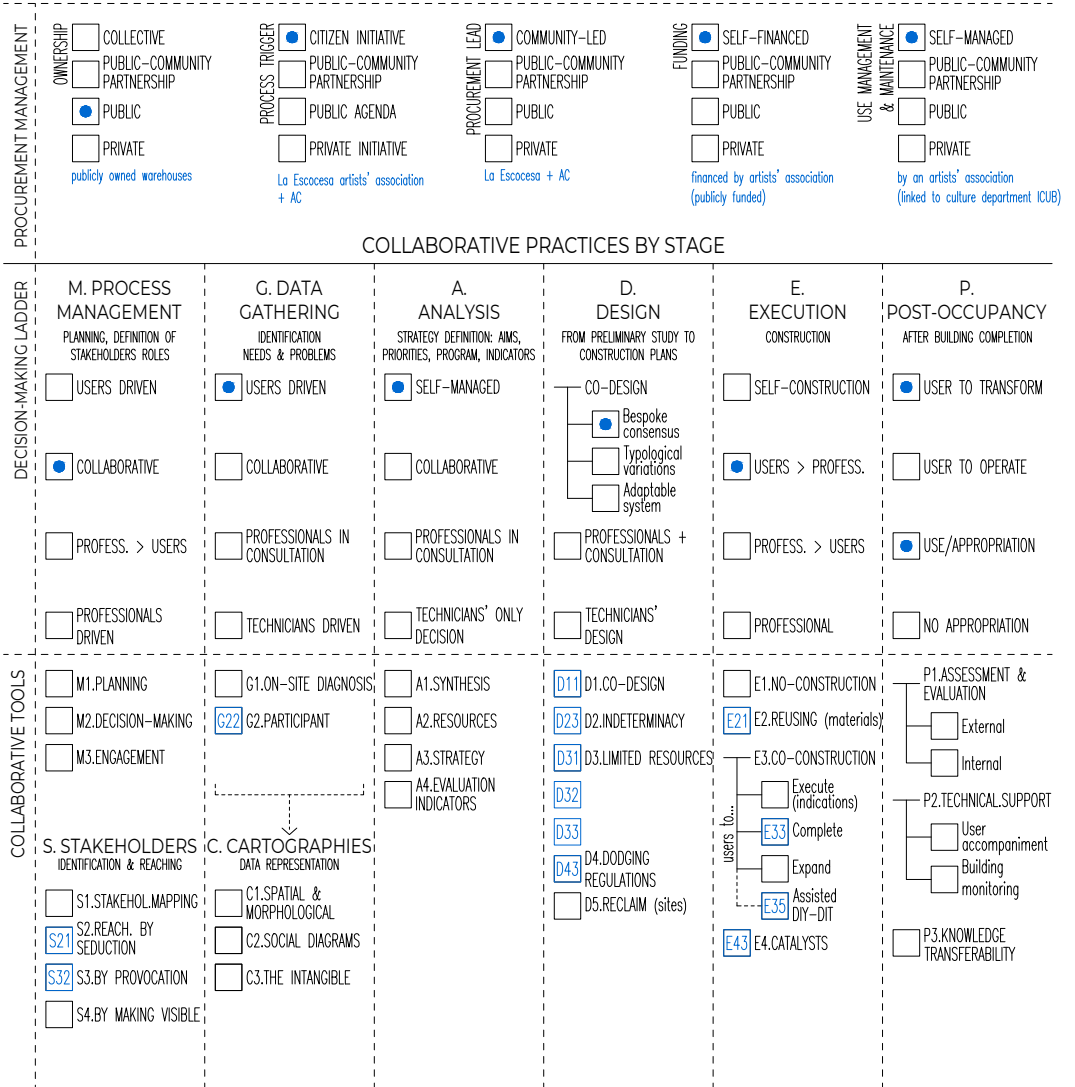 PROCUREMENT MANAGEMENT
OWNERSHIP
COLLECTIVE
PUBLIC-COMMUNITY
PARTNERSHIP
PUBLIC
PRIVATE
publicly owned warehouses
PROCESS TRIGGER
CITIZEN INITIATIVE
PUBLIC-COMMUNITY
PARTNERSHIP
PUBLIC AGENDA
PRIVATE INITIATIVE
La Escocesa artists' association
+ AC
PROCUREMENT LEAD
COMMUNITY-LED
PUBLIC-COMMUNITY
PARTNERSHIP
PUBLIC
PRIVATE
La Escocesa + AC
FUNDING
SELF-FINANCED
PUBLIC-COMMUNITY
PARTNERSHIP
PUBLIC
PRIVATE
financed by artists' association
(publicly funded)
USE MANAGEMENT
& MAINTENANCE
SELF-MANAGED
PUBLIC-COMMUNITY
PARTNERSHIP
PUBLIC
PRIVATE
by an artists' association
(linked to culture department ICUB)
COLLABORATIVE PRACTICES BY STAGE
DECISION-MAKING LADDER
M. PROCESS
MANAGEMENT
PLANNING, DEFINITION OF
STAKEHOLDERS ROLES
USERS DRIVEN
COLLABORATIVE
PROFESS. > USERS
PROFESSIONALS
DRIVEN
G. DATA
GATHERING
IDENTIFICATION
NEEDS & PROBLEMS
USERS DRIVEN
COLLABORATIVE
PROFESSIONALS IN
CONSULTATION
TECHNICIANS DRIVEN
A.
ANALYSIS
STRATEGY DEFINITION: AIMS,
PRIORITIES, PROGRAM, INDICATORS
SELF-MANAGED
COLLABORATIVE
PROFESSIONALS IN
CONSULTATION
TECHNICIANS' ONLY
DECISION
D.
DESIGN
FROM PRELIMINARY STUDY TO
CONSTRUCTION PLANS
CO-DESIGN
Bespoke
consensus
Typological
variations
Adaptable
system
PROFESSIONALS +
CONSULTATION
TECHNICIANS'
DESIGN
E.
EXECUTION
CONSTRUCTION
SELF-CONSTRUCTION
USERS > PROFESS.
PROFESS. > USERS
PROFESSIONAL
P.
POST-OCCUPANCY
AFTER BUILDING COMPLETION
USER TO TRANSFORM
USER TO OPERATE
USE/APPROPRIATION
NO APPROPRIATION
COLLABORATIVE TOOLS
M1.PLANNING
M2.DECISION-MAKING
M3.ENGAGEMENT
S. STAKEHOLDERS
IDENTIFICATION & REACHING
S1.STAKEHOL.MAPPING
S21 S2.REACH. BY
SEDUCTION
S32 S3.BY PROVOCATION
S4.BY MAKING VISIBLE
G1.ON-SITE DIAGNOSIS
G22 G2.PARTICIPANT
C. CARTOGRAPHIES
DATA REPRESENTATION
C1.SPATIAL &
MORPHOLOGICAL
C2.SOCIAL DIAGRAMS
C3.THE INTANGIBLE
A1.SYNTHESIS
A2.RESOURCES
A3.STRATEGY
A4.EVALUATION
INDICATORS
D11 D1.CO-DESIGN
D23 D2.INDETERMINACY
D31 D3.LIMITED RESOURCES
D32
D33
D43 D4.DODGING
REGULATIONS
D5.RECLAIM (sites)
E1.NO-CONSTRUCTION
E21 E2.REUSING (materials)
E3.CO-CONSTRUCTION
users to...
Execute
(indications)
E33 Complete
Expand
E35 Assisted
DIY-DIT
E43 E4.CATALYSTS
P1.ASSESSMENT &
EVALUATION
External
Internal
P2.TECHNICAL.SUPPORT
User
accompaniment
Building
monitoring
P3.KNOWLEDGE
TRANSFERABILITY